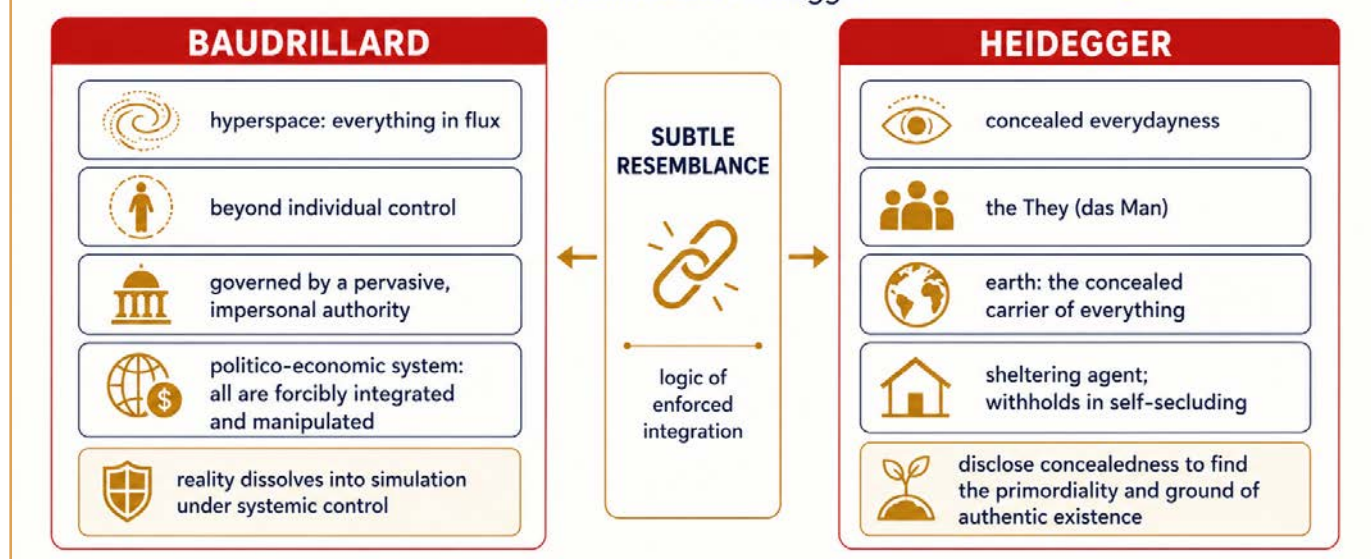 gg
BAUDRILLARD
hyperspace: everything in flux
beyond individual control
governed by a pervasive,
impersonal authority
politico-economic system:
all are forcibly integrated
and manipulated
$
reality dissolves into simulation
under systemic control
SUBTLE
RESEMBLANCE
logic of
enforced
integration
HEIDEGGER
concealed everydayness
the They (das Man)
earth: the concealed
carrier of everything
sheltering agent;
withholds in self-secluding
disclose concealedness to find
the primordiality and ground of
authentic existence